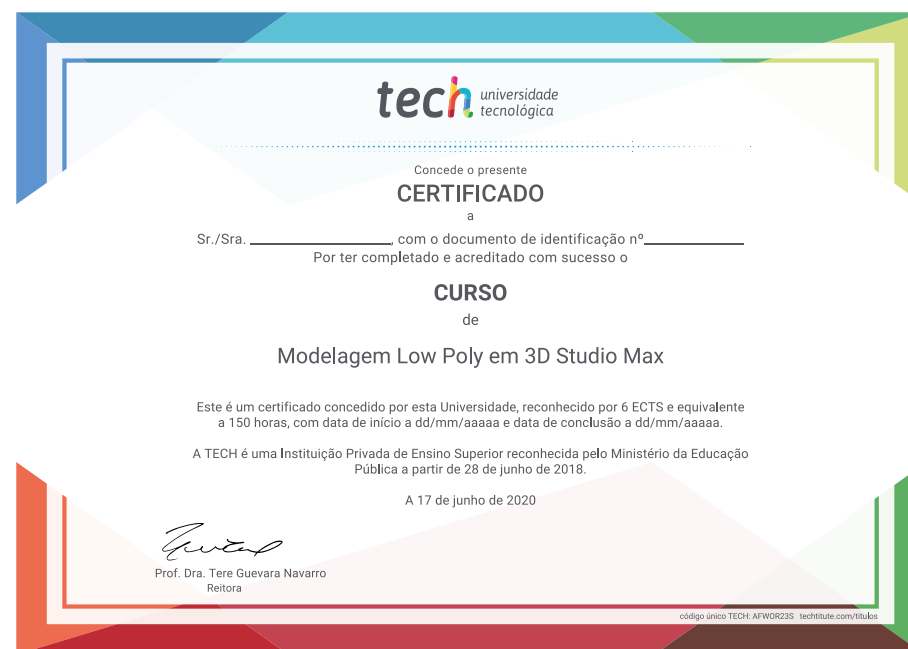 tech universidade
tecnológica
Concede o presente
CERTIFICADO
a
Sr./Sra. ____________, com o documento de identificação nº____________
Por ter completado e acreditado com sucesso o
CURSO
de
Modelagem Low Poly em 3D Studio Max
Este é um certificado concedido por esta Universidade, reconhecido por 6 ECTS e equivalente
a 150 horas, com data de início a dd/mm/aaaaa e data de conclusão a dd/mm/aaaaa.
A TECH é uma Instituição Privada de Ensino Superior reconhecida pelo Ministério da Educação
Pública a partir de 28 de junho de 2018.
A 17 de junho de 2020
Prof. Dra. Tere Guevara Navarro
Reitora
código único TECH: AFWOR23S techtitute.com/titulos